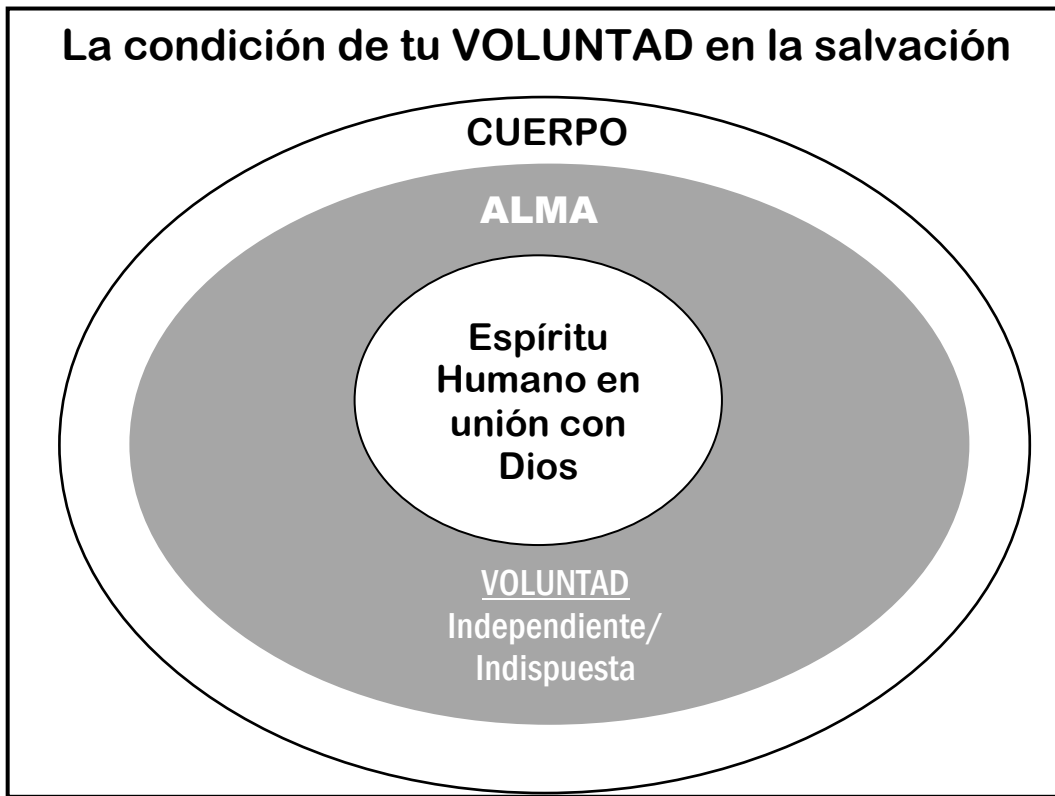 La condición de tu VOLUNTAD en la salvación
CUERPO
ALMA
Espíritu
Humano en
unión con
Dios
VOLUNTAD
Independiente/
Indispuesta